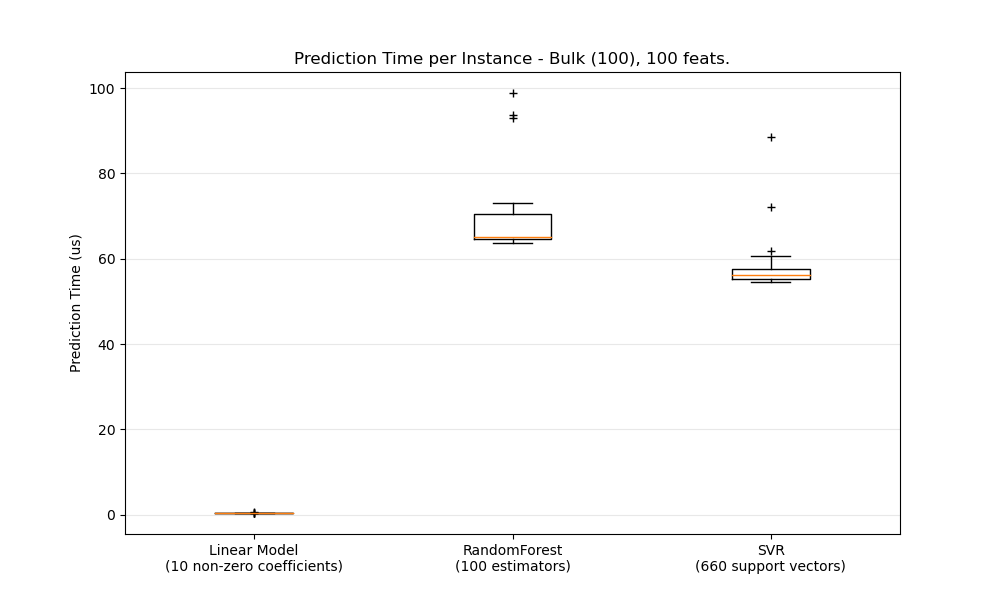 Prediction Time per Instance - Bulk (100), 100 feats.
Prediction Time (us)
100
80
60
40
20
0
Linear Model
(10 non-zero coefficients)
RandomForest
(100 estimators)
SVR
(660 support vectors)